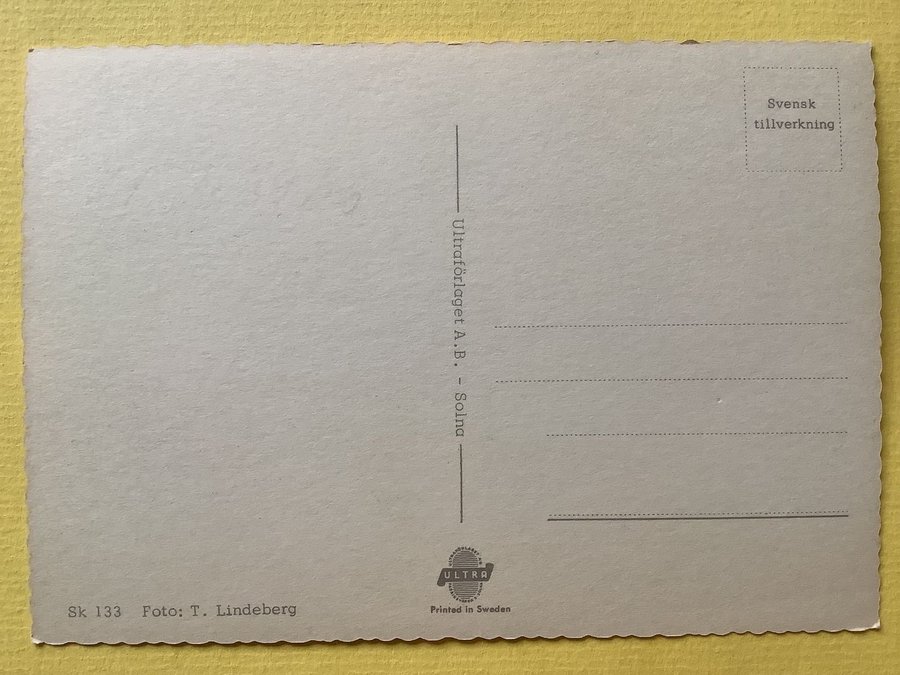 Svensk
tillverkning
Ultraförlaget A.B. - Solna
ULTRA
Printed in Sweden
Sk 133 Foto: T. Lindeberg